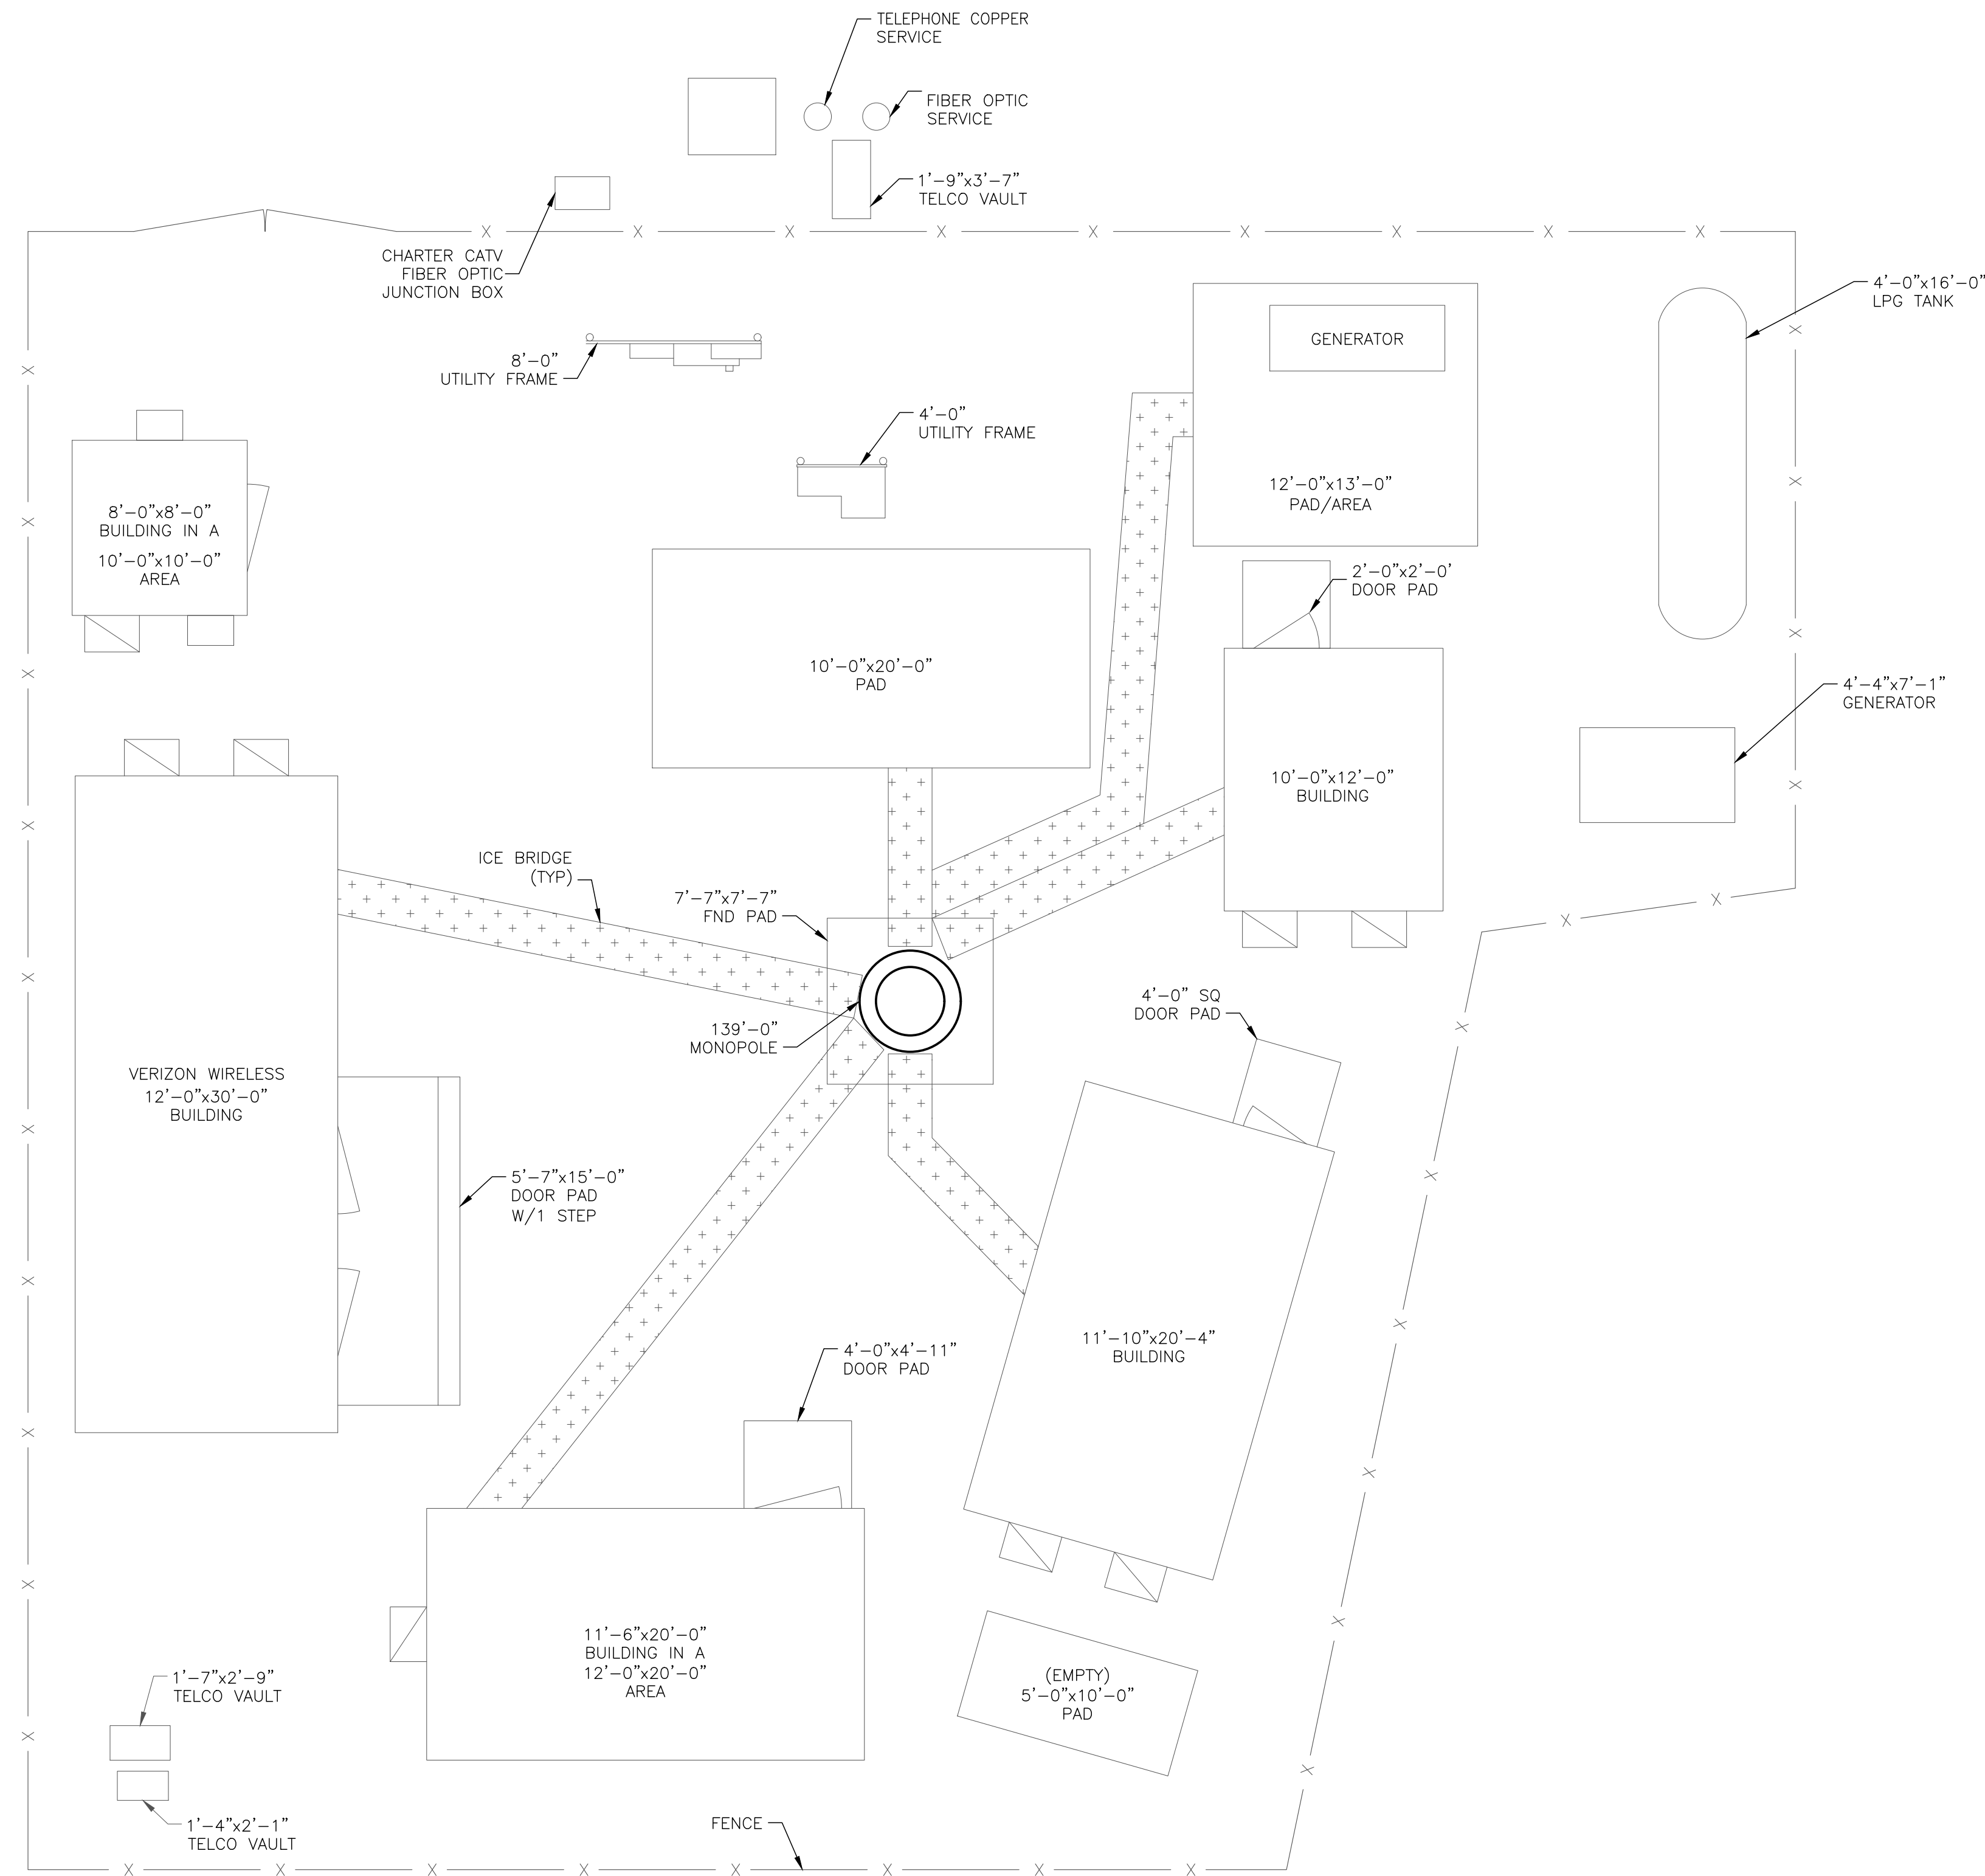 TELEPHONE COPPER
SERVICE
FIBER OPTIC
SERVICE
1'-9"x3'-7"
TELCO VAULT
CHARTER CATV
FIBER OPTIC
JUNCTION BOX
4'-0"x16'-0"
LPG TANK
GENERATOR
8'-0"
UTILITY FRAME
4'-0"
UTILITY FRAME
12'-0"x13'-0"
PAD/AREA
8'-0"x8'-0"
BUILDING IN A
10'-0"x10'-0"
AREA
2'-0"x2'-0'
DOOR PAD
10'-0"x20'-0"
PAD
4'-4"x7'-1"
GENERATOR
10'-0"x12'-0"
BUILDING
ICE BRIDGE
(TYP)
7'-7"x7'-7"
FND PAD
4'-0" SQ
DOOR PAD
139'-0"
MONOPOLE
VERIZON WIRELESS
12'-0"x30'-0"
BUILDING
5'-7"x15'-0"
DOOR PAD
W/1 STEP
11'-10"x20'-4"
BUILDING
4'-0"x4'-11"
DOOR PAD
11'-6"x20'-0"
BUILDING IN A
12'-0"x20'-0"
AREA
(EMPTY)
5'-0"x10'-0"
PAD
1'-7"x2'-9"
TELCO VAULT
1'-4"x2'-1"
TELCO VAULT
FENCE